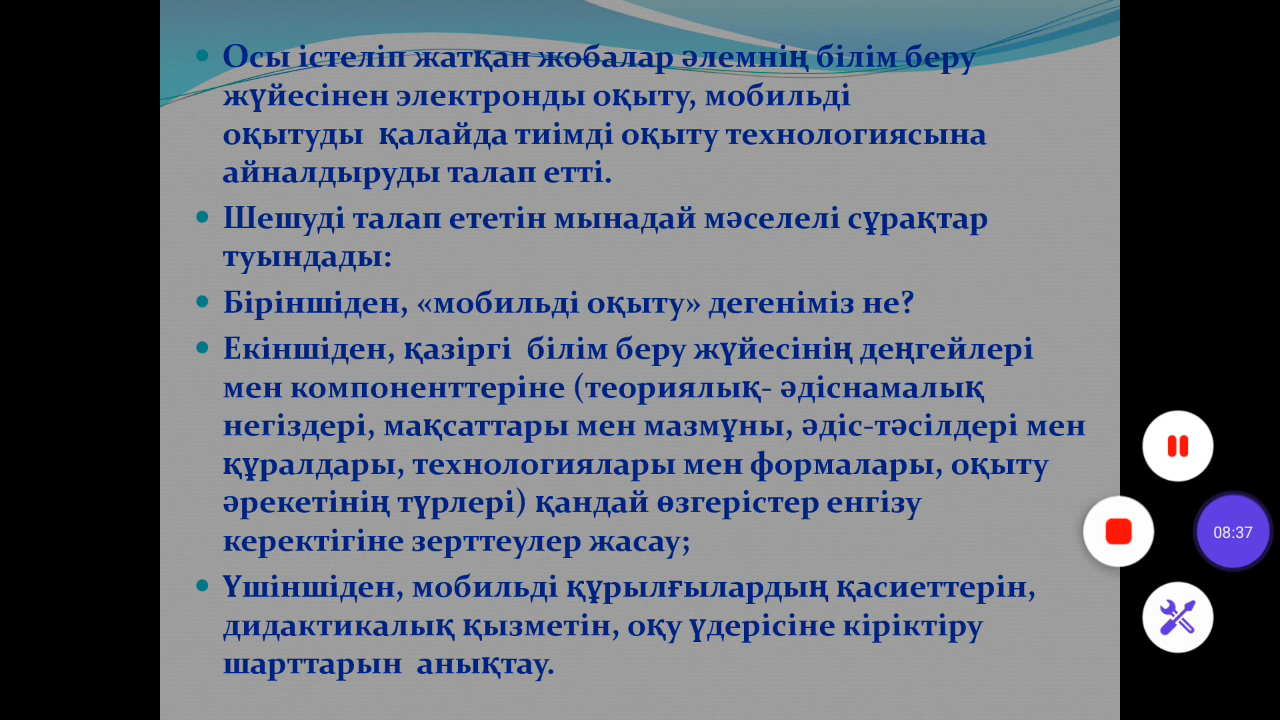 Осы істеліп жатқан жобалар әлемнің білім беру
жүйесінен электронды оқыту, мобильді
оқытуды қалайда тиімді оқыту технологиясына
айналдыруды талап етті.
Шешуді талап ететін мынадай мәселелі сұрақтар
туындады:
Біріншіден, «мобильді оқыту» дегеніміз не?
Екіншіден, қазіргі білім беру жүйесінің деңгейлері
мен компоненттеріне (теориялық- әдіснамалық
негіздері, мақсаттары мен мазмұны, әдіс-тәсілдері мен
құралдары, технологиялары мен формалары, оқыту
әрекетінің түрлері) қандай өзгерістер енгізу
керектігіне зерттеулер жасау;
Үшіншіден, мобильді құрылғылардың қасиеттерін,
дидактикалық қызметін, оқу үдерісіне кіріктіру
шарттарын анықтау.
08:37